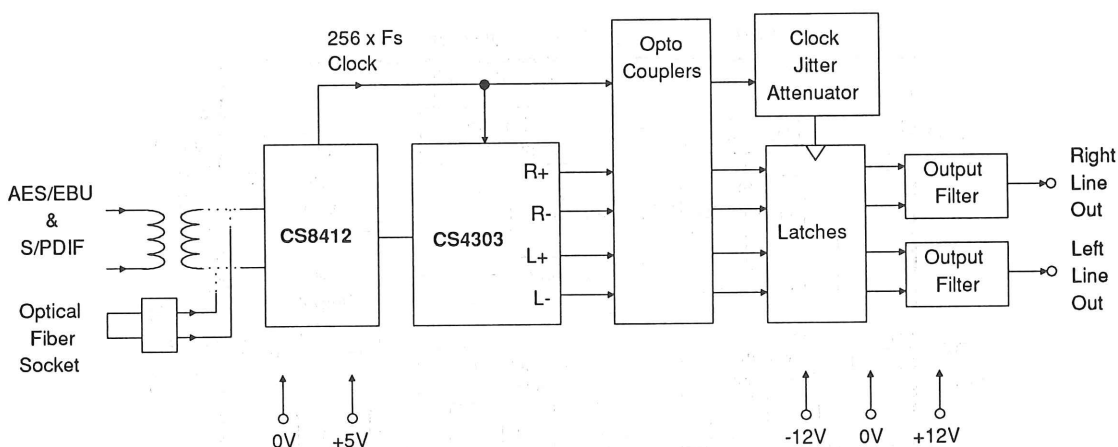 256 x Fs
Clock
Opto
Couplers
Clock
Jitter
Attenuator
AES/EBU
&
S/PDIF
Optical
Fiber
Socket
CS8412
CS4303
R+
R-
L+
L-
Latches
Output
Filter
Output
Filter
Right
Line
Out
Left
Line
Out
0V
+5V
-12V
0V
+12V